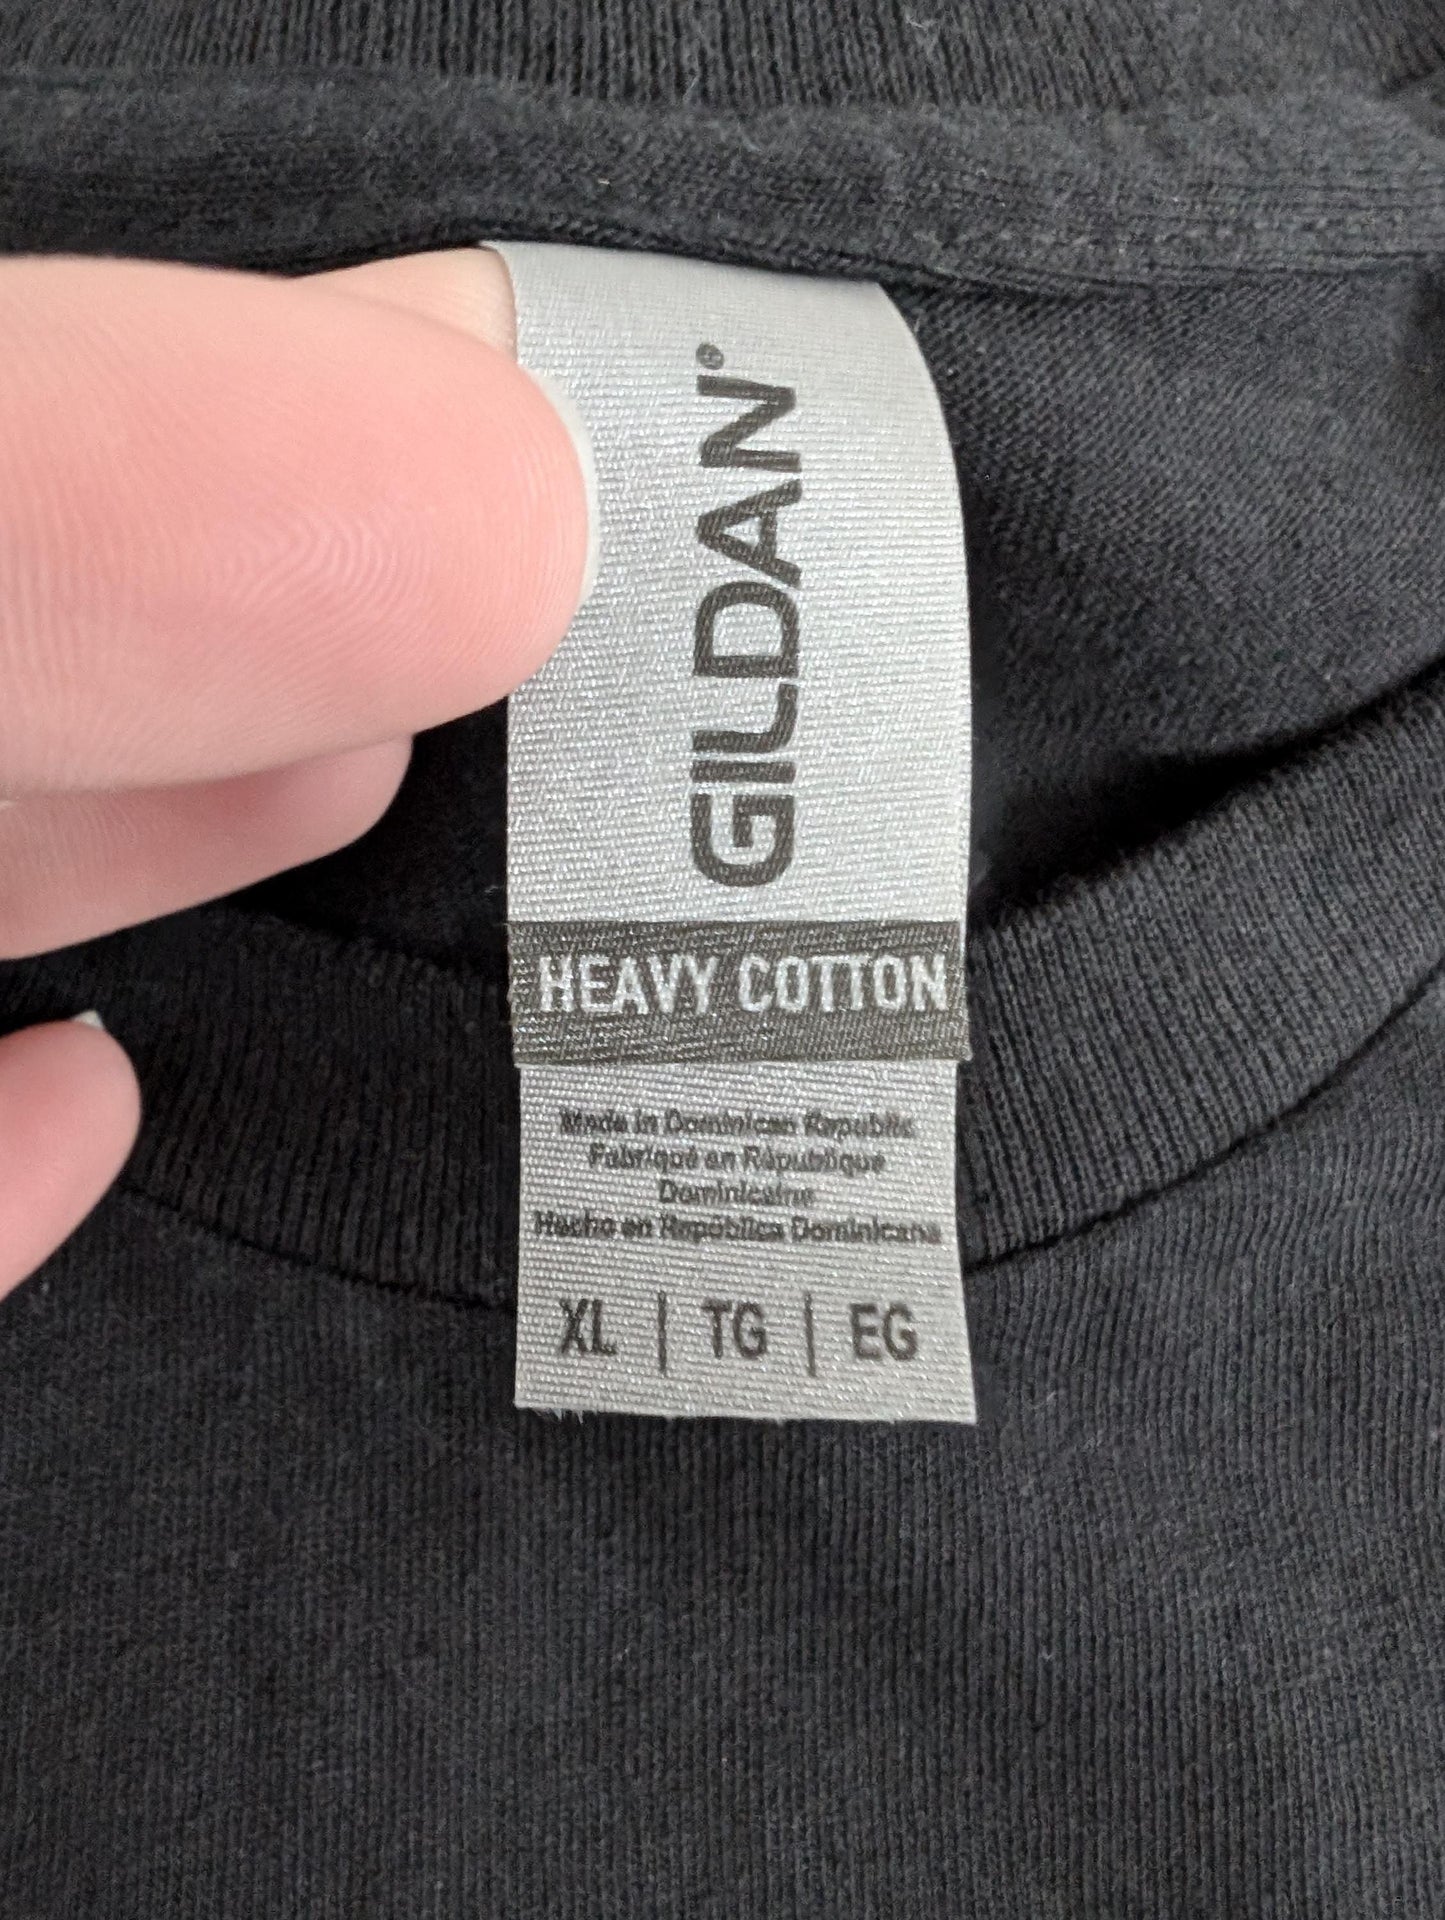 GILDAN®
HEAVY COTTON
Made in Dominican Republic
Fabriqué en République
Dominicaine
Hecho en República Dominicana
XL | TG | EG